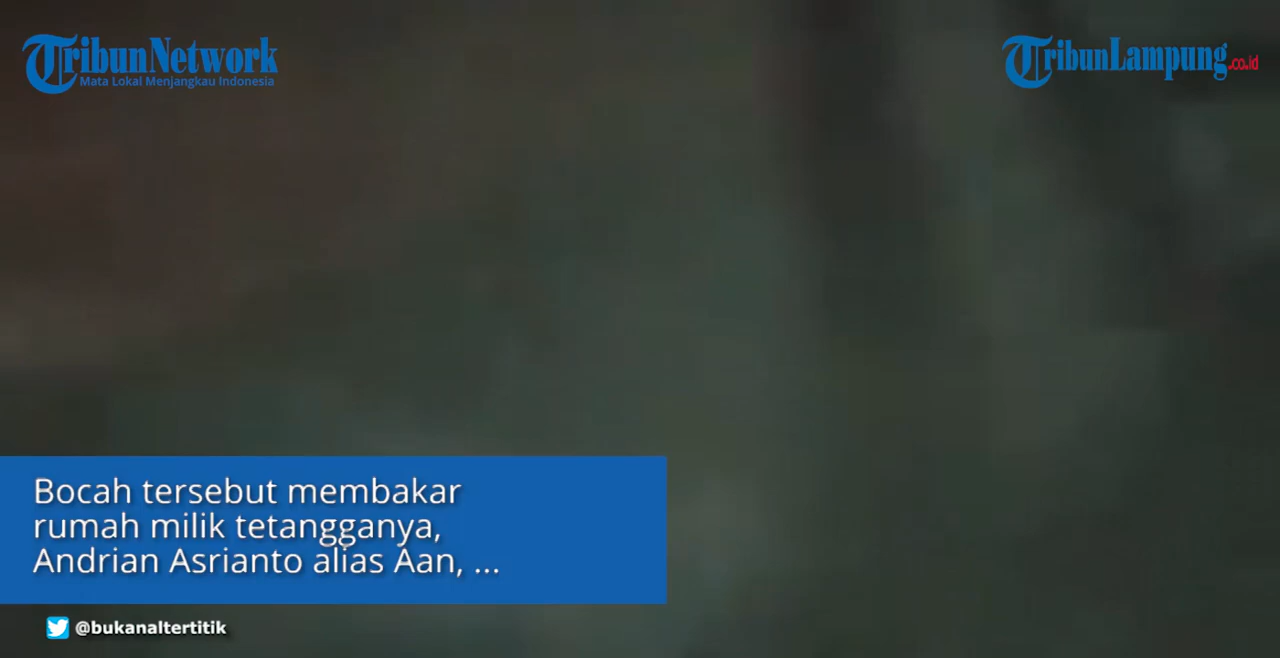 TribunNetwork
Mata Lokal Menjangkau Indonesia
TribunLampung.co.id
Bocah tersebut membakar
rumah milik tetangganya,
Andrian Asrianto alias Aan, ...
@bukanaltertitik